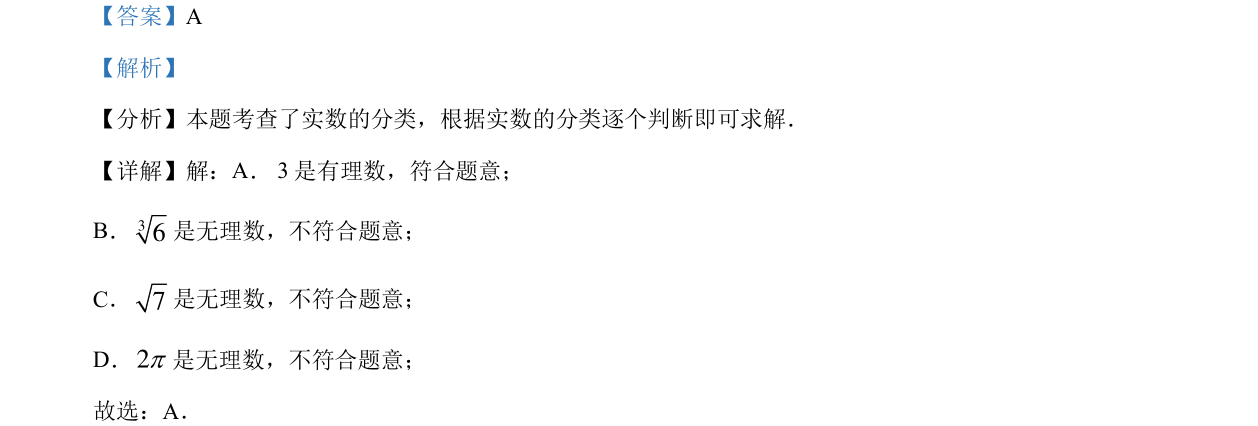 【答案】A
【解析】
【分析】本题考查了实数的分类，根据实数的分类逐个判断即可求解．
【详解】解：A． 3 是有理数，符合题意；
B． ∛6 是无理数，不符合题意；
C． √7 是无理数，不符合题意；
D． 2π 是无理数，不符合题意；
故选：A．